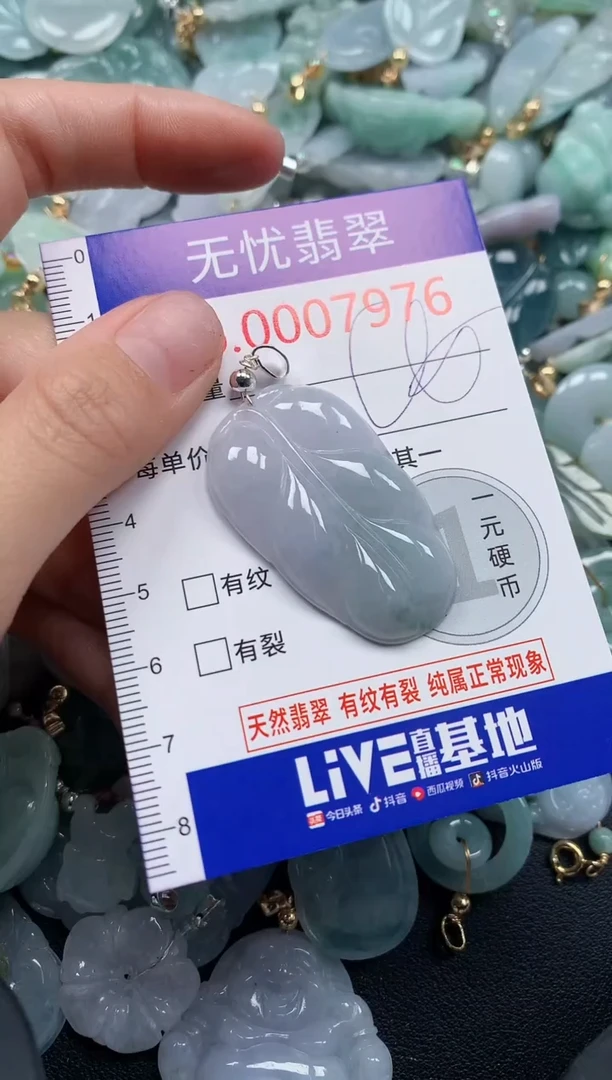 无忧翡翠
.0007976
量
每单价
其一
一元硬币
1
4
5
6
7
8
0
1
□有纹
□有裂
天然翡翠 有纹有裂 纯属正常现象
LiVE直播基地
今日头条 抖音 西瓜视频 抖音火山版